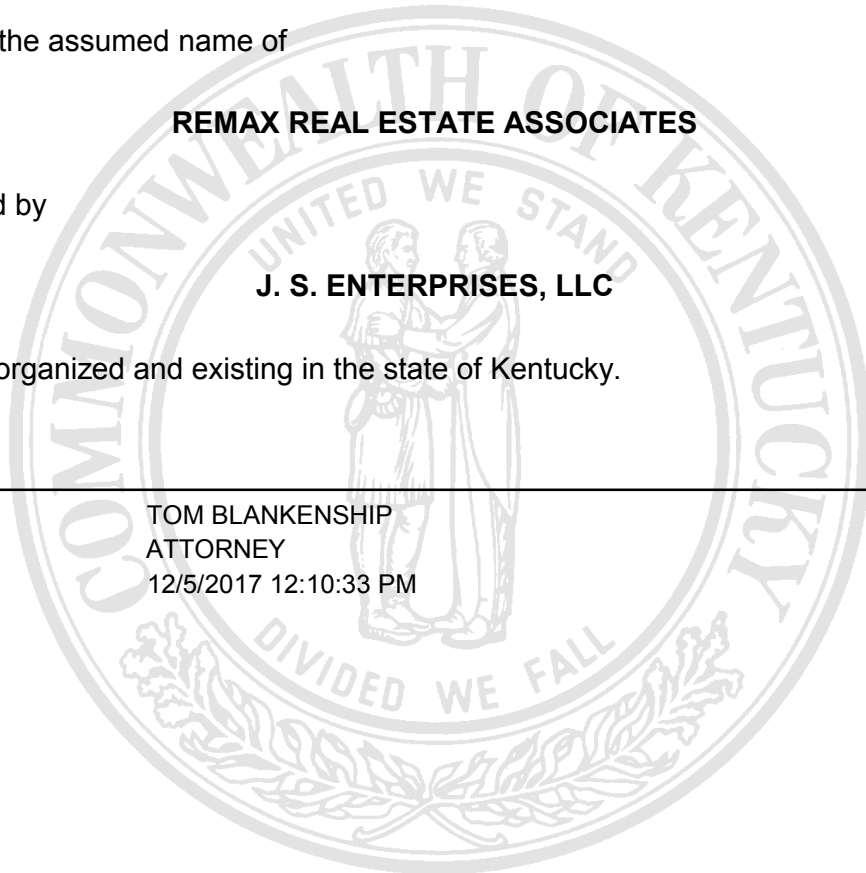 the assumed name of
REMAX REAL ESTATE ASSOCIATES
d by
J. S. ENTERPRISES, LLC
organized and existing in the state of Kentucky.
TOM BLANKENSHIP
ATTORNEY
12/5/2017 12:10:33 PM
COMMONWEALTH OF KENTUCKY
UNITED WE STAND
DIVIDED WE FALL